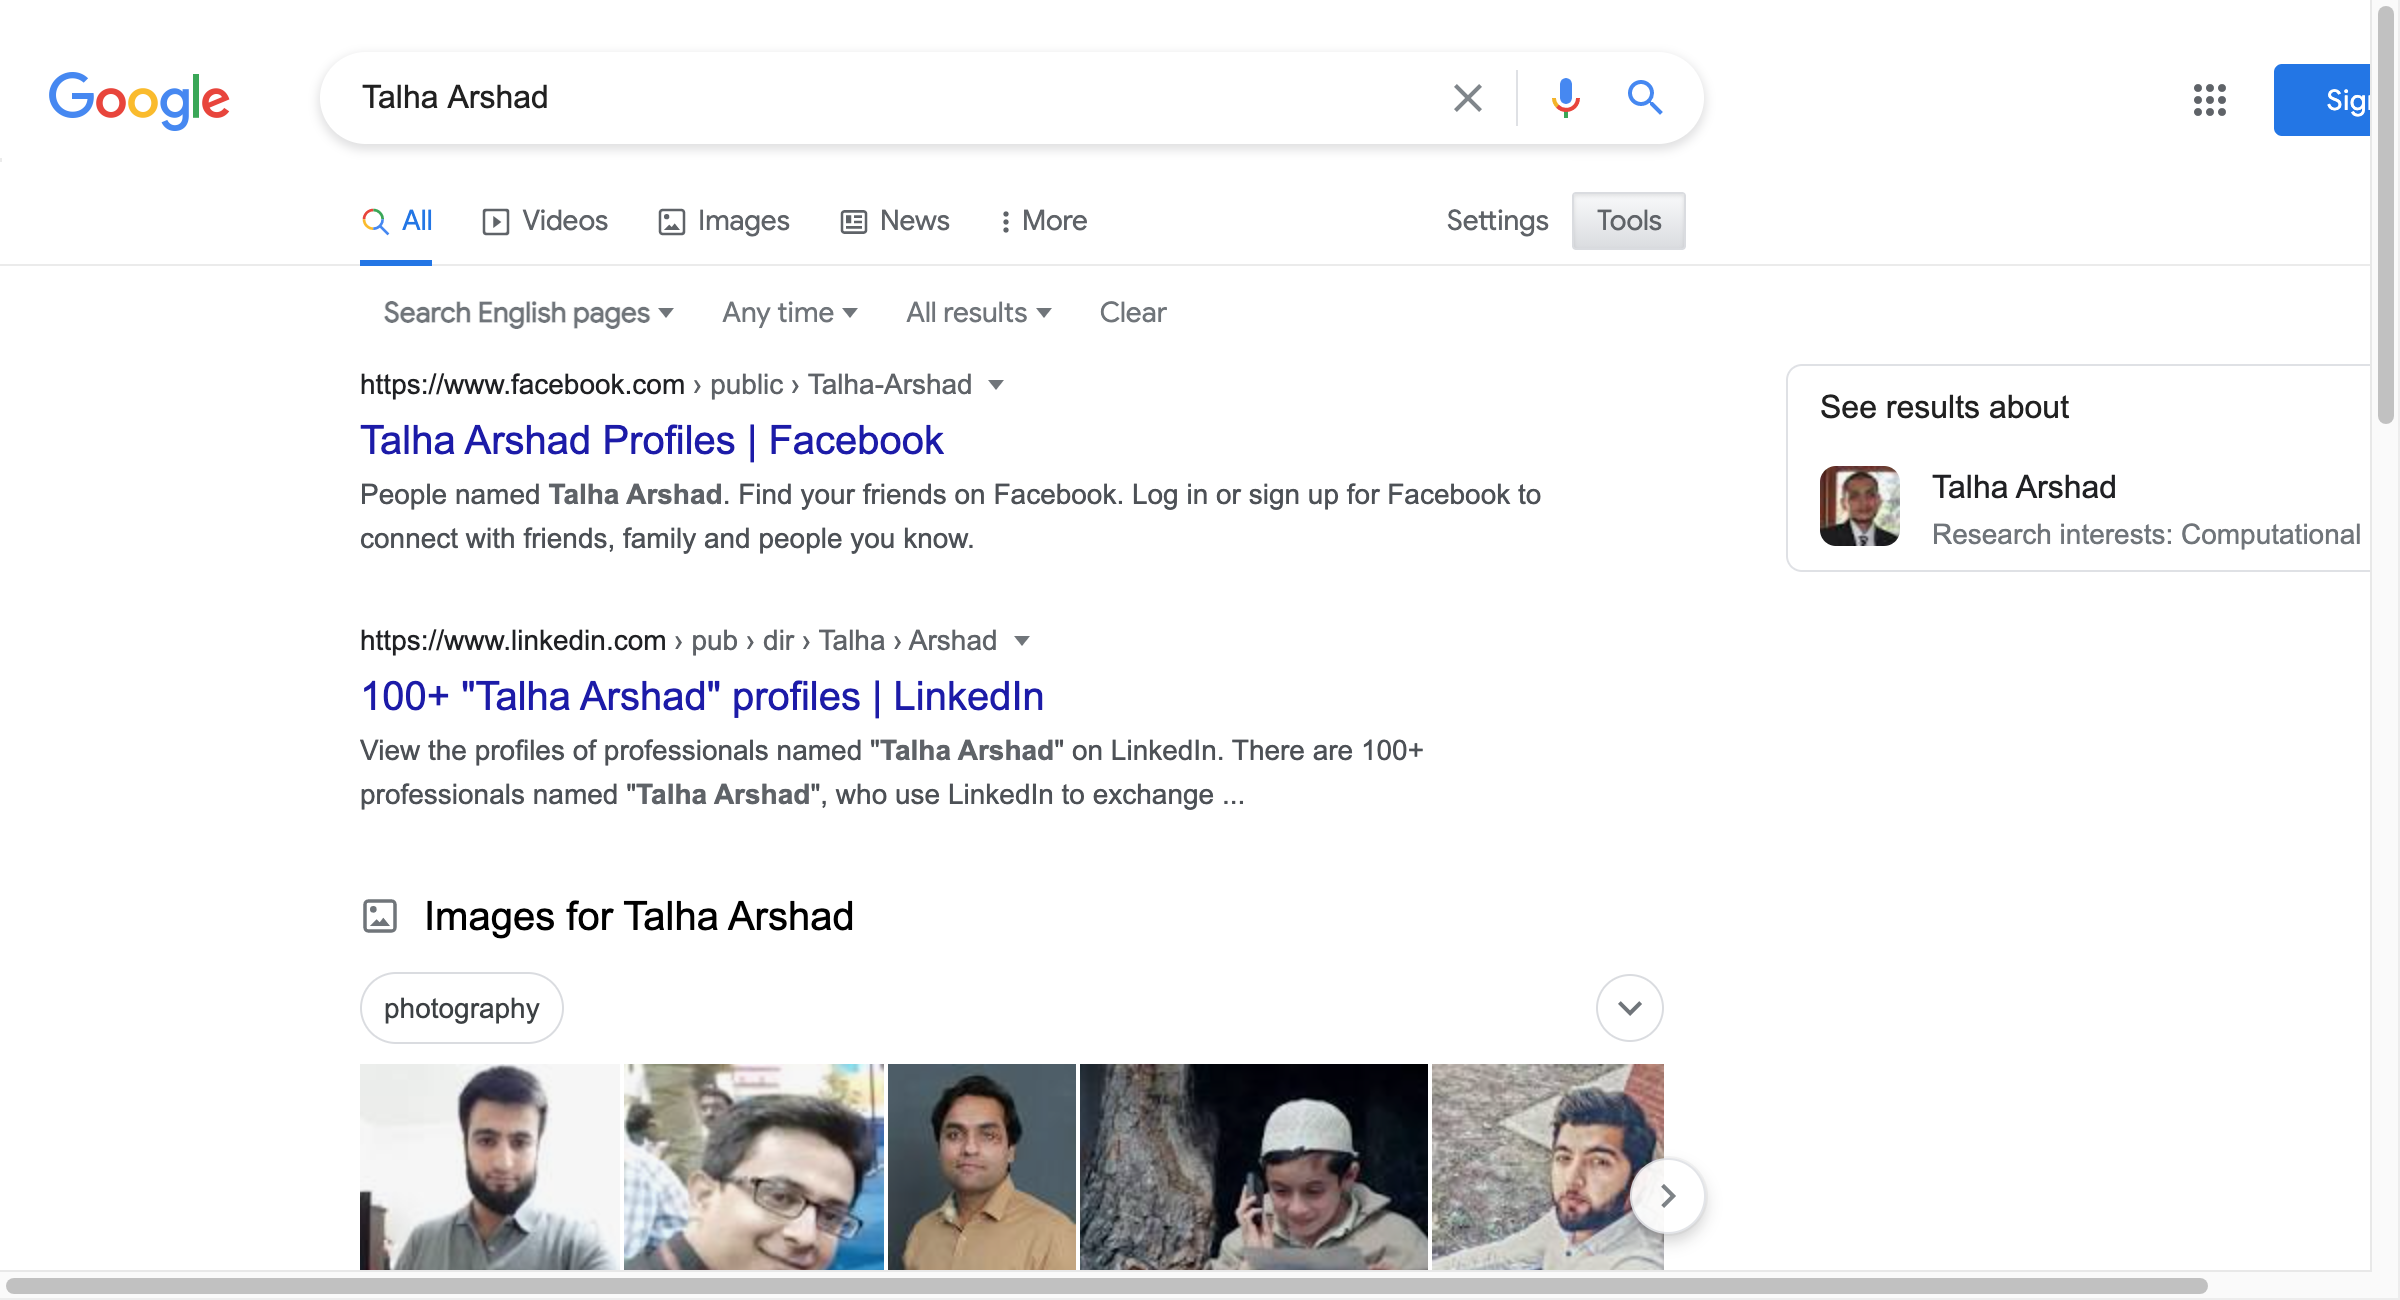 Google
Talha Arshad
Sig
All
Videos
Images
News
More
Settings
Tools
Search English pages
Any time
All results
Clear
https://www.facebook.com › public › Talha-Arshad
Talha Arshad Profiles | Facebook
People named Talha Arshad. Find your friends on Facebook. Log in or sign up for Facebook to
connect with friends, family and people you know.
https://www.linkedin.com › pub › dir › Talha › Arshad
100+ "Talha Arshad" profiles | LinkedIn
View the profiles of professionals named "Talha Arshad" on LinkedIn. There are 100+
professionals named "Talha Arshad", who use LinkedIn to exchange ...
Images for Talha Arshad
photography
See results about
Talha Arshad
Research interests: Computational